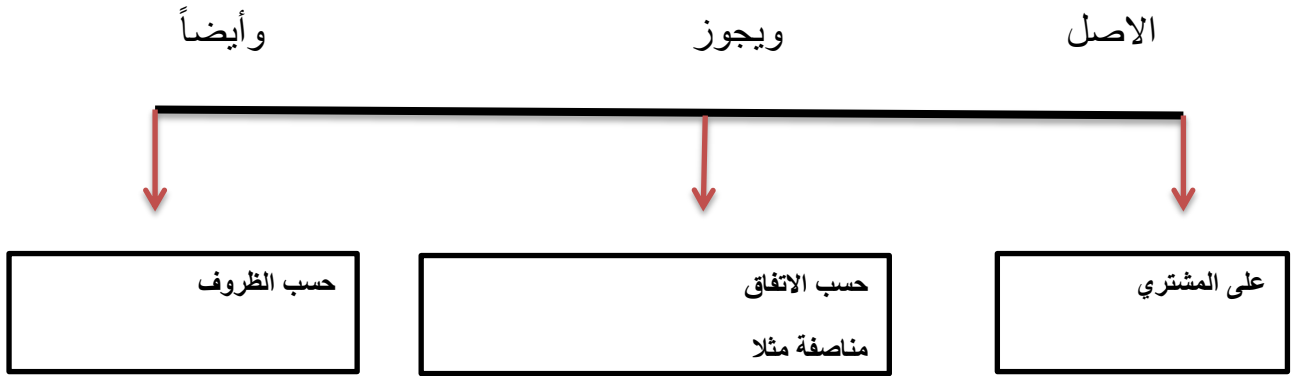 الاصل
ويجوز
وأيضاً
على المشتري
حسب الاتفاق
مناصفة مثلا
حسب الظروف